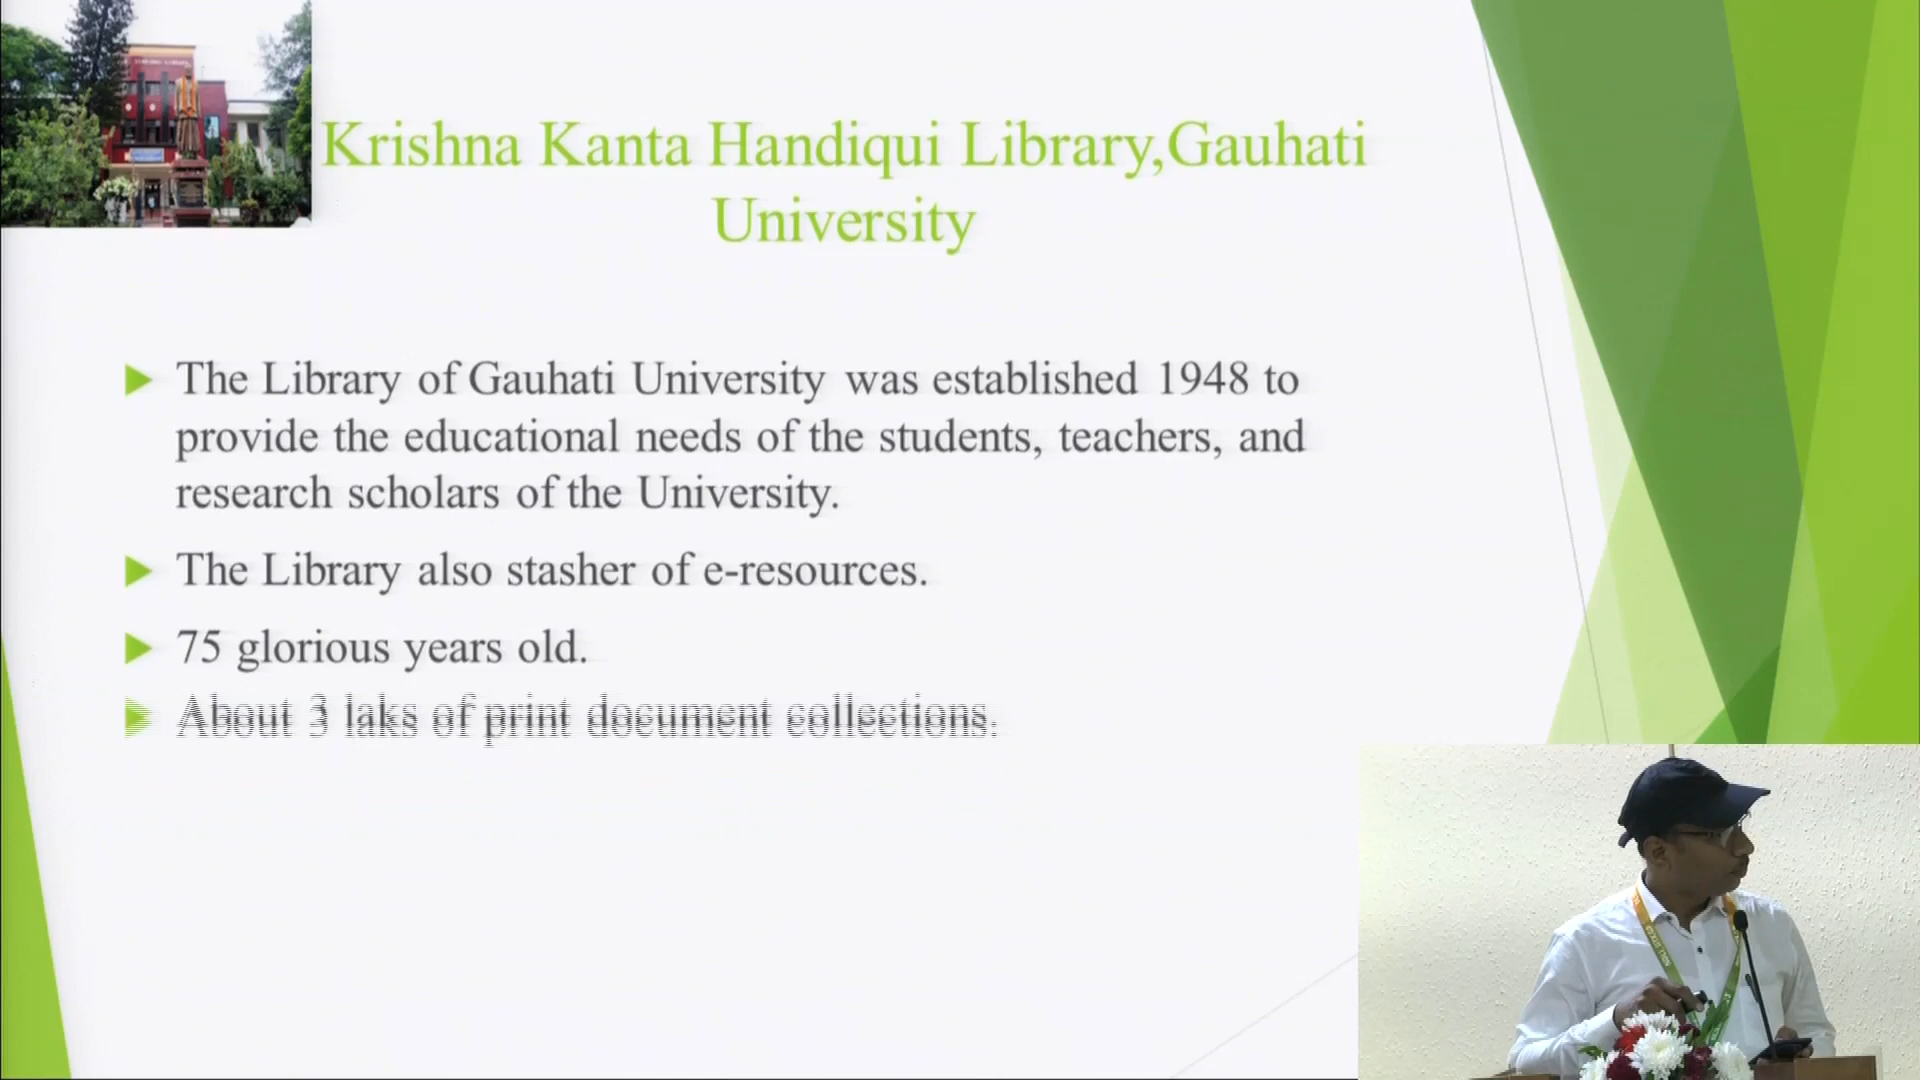 Krishna Kanta Handiqui Library,Gauhati
University
The Library of Gauhati University was established 1948 to
provide the educational needs of the students, teachers, and
research scholars of the University.
The Library also stasher of e-resources.
75 glorious years old.
About 3 laks of print document collections.